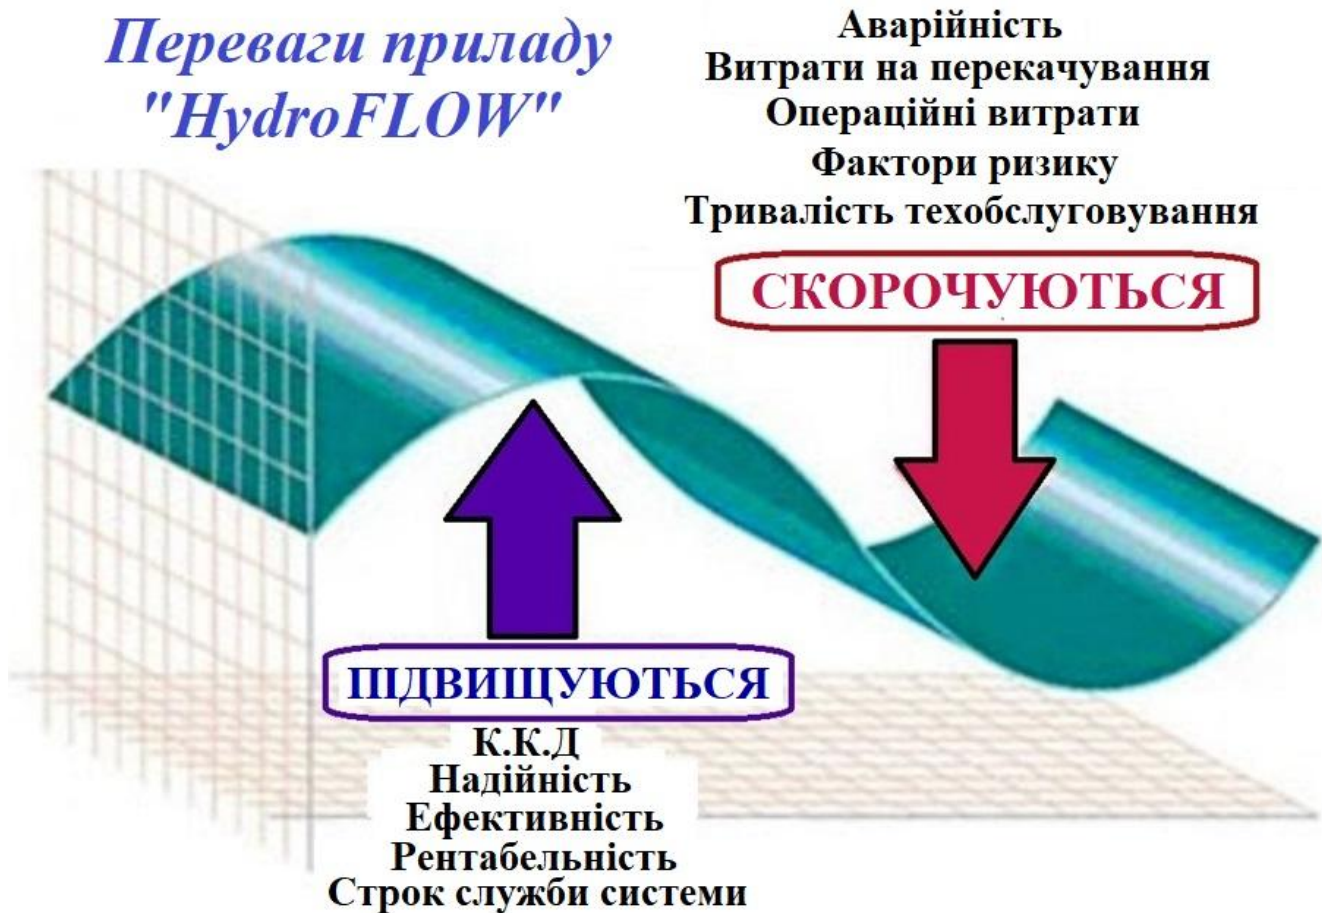 Переваги приладу
"HydroFLOW"
Аварійність
Витрати на перекачування
Операційні витрати
Фактори ризику
Тривалість техобслуговування
СКОРОЧУЮТЬСЯ
ПІДВИЩУЮТЬСЯ
К.К.Д
Надійність
Ефективність
Рентабельність
Строк служби системи